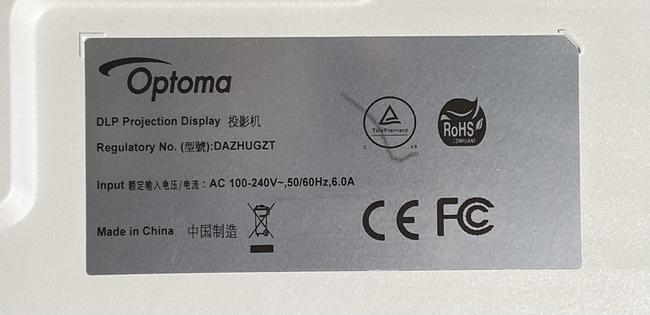 Optoma
DLP Projection Display 投影机
Regulatory No. (型號):DAZHUGZT
TÜVRheinland
C US
RoHS
COMPLIANT
Input 额定输入电压/电流 : AC 100-240V~,50/60Hz,6.0A
Made in China 中国制造
CE FC